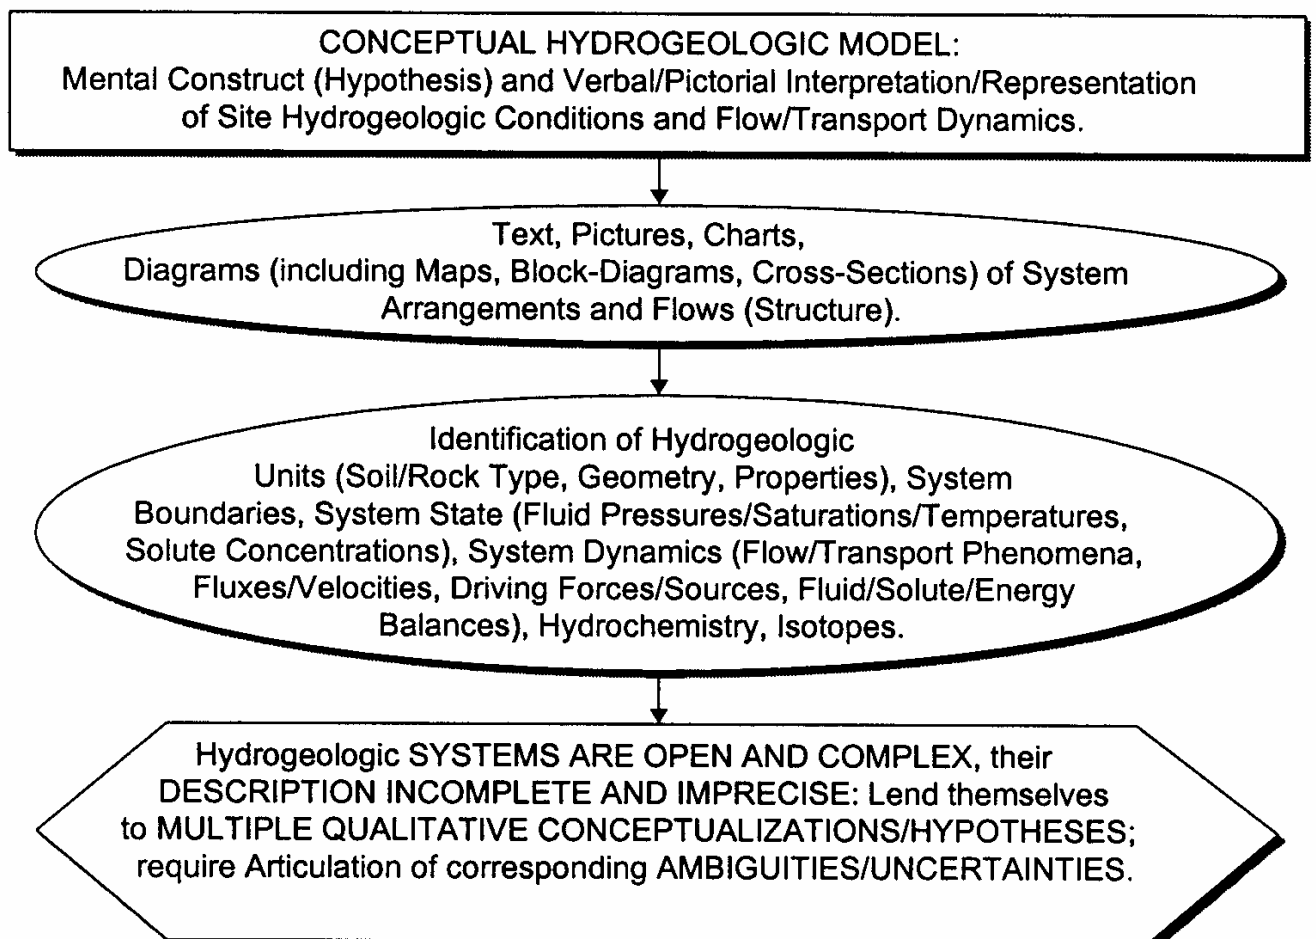 CONCEPTUAL HYDROGEOLOGIC MODEL:
Mental Construct (Hypothesis) and Verbal/Pictorial Interpretation/Representation
of Site Hydrogeologic Conditions and Flow/Transport Dynamics.
Text, Pictures, Charts,
Diagrams (including Maps, Block-Diagrams, Cross-Sections) of System
Arrangements and Flows (Structure).
Identification of Hydrogeologic
Units (Soil/Rock Type, Geometry, Properties), System
Boundaries, System State (Fluid Pressures/Saturations/Temperatures,
Solute Concentrations), System Dynamics (Flow/Transport Phenomena,
Fluxes/Velocities, Driving Forces/Sources, Fluid/Solute/Energy
Balances), Hydrochemistry, Isotopes.
Hydrogeologic SYSTEMS ARE OPEN AND COMPLEX, their
DESCRIPTION INCOMPLETE AND IMPRECISE: Lend themselves
to MULTIPLE QUALITATIVE CONCEPTUALIZATIONS/HYPOTHESES;
require Articulation of corresponding AMBIGUITIES/UNCERTAINTIES.